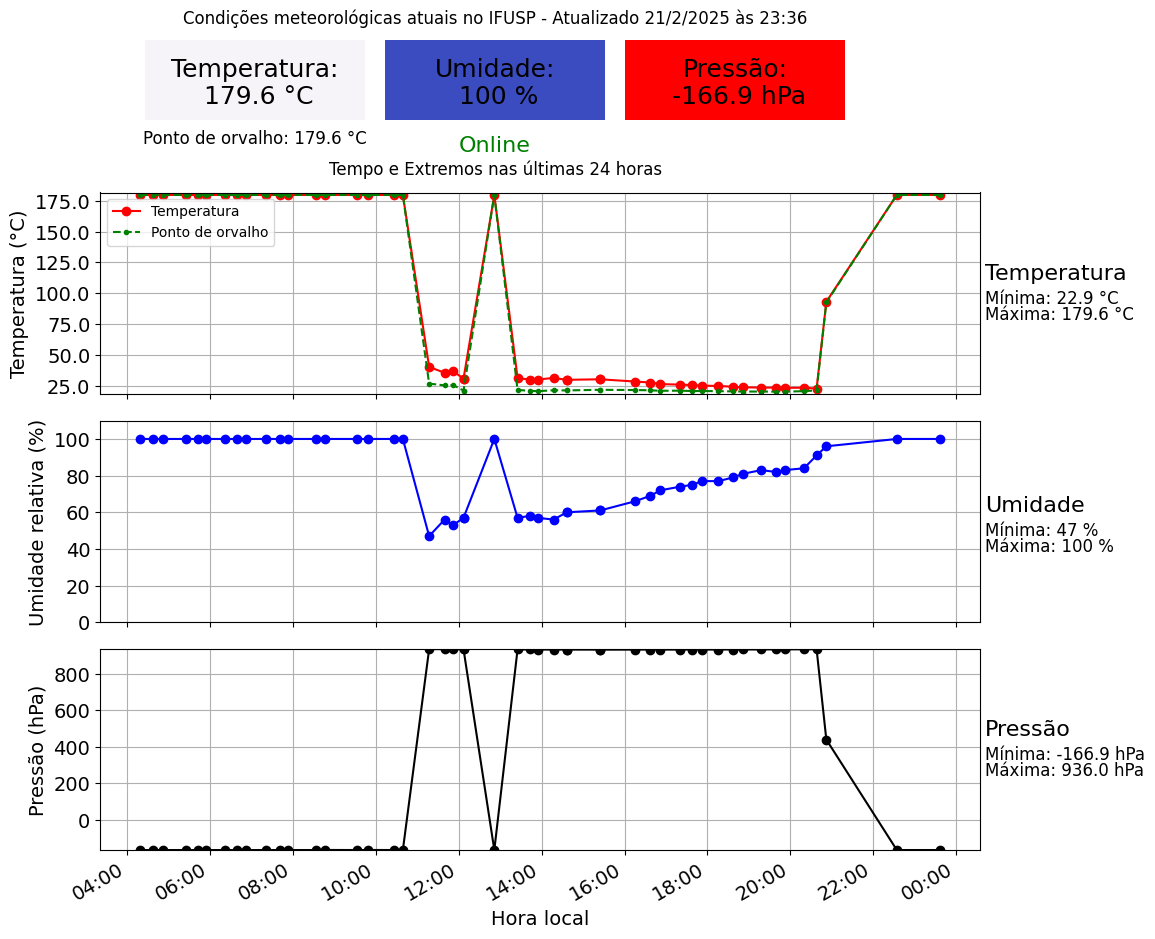 Condições meteorológicas atuais no IFUSP - Atualizado 21/2/2025 às 23:36
Temperatura:
179.6 °C
Umidade:
100 %
Pressão:
-166.9 hPa
Ponto de orvalho: 179.6 °C
Online
Tempo e Extremos nas últimas 24 horas
Temperatura (°C)
175.0
150.0
125.0
100.0
75.0
50.0
25.0
Temperatura
Ponto de orvalho
Temperatura
Mínima: 22.9 °C
Máxima: 179.6 °C
Umidade relativa (%)
100
80
60
40
20
0
Umidade
Mínima: 47 %
Máxima: 100 %
Pressão (hPa)
800
600
400
200
0
Pressão
Mínima: -166.9 hPa
Máxima: 936.0 hPa
04:00
06:00
08:00
10:00
12:00
14:00
16:00
18:00
20:00
22:00
00:00
Hora local